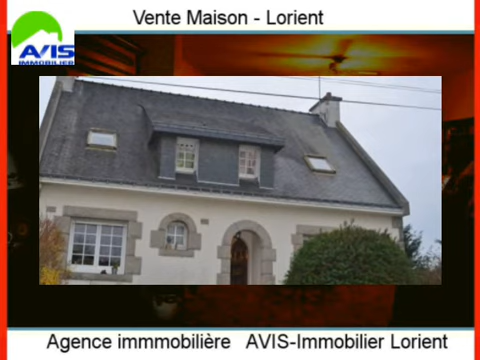 Vente Maison - Lorient
AVIS
IMMOBILIER
Agence immmobilière AVIS-Immobilier Lorient